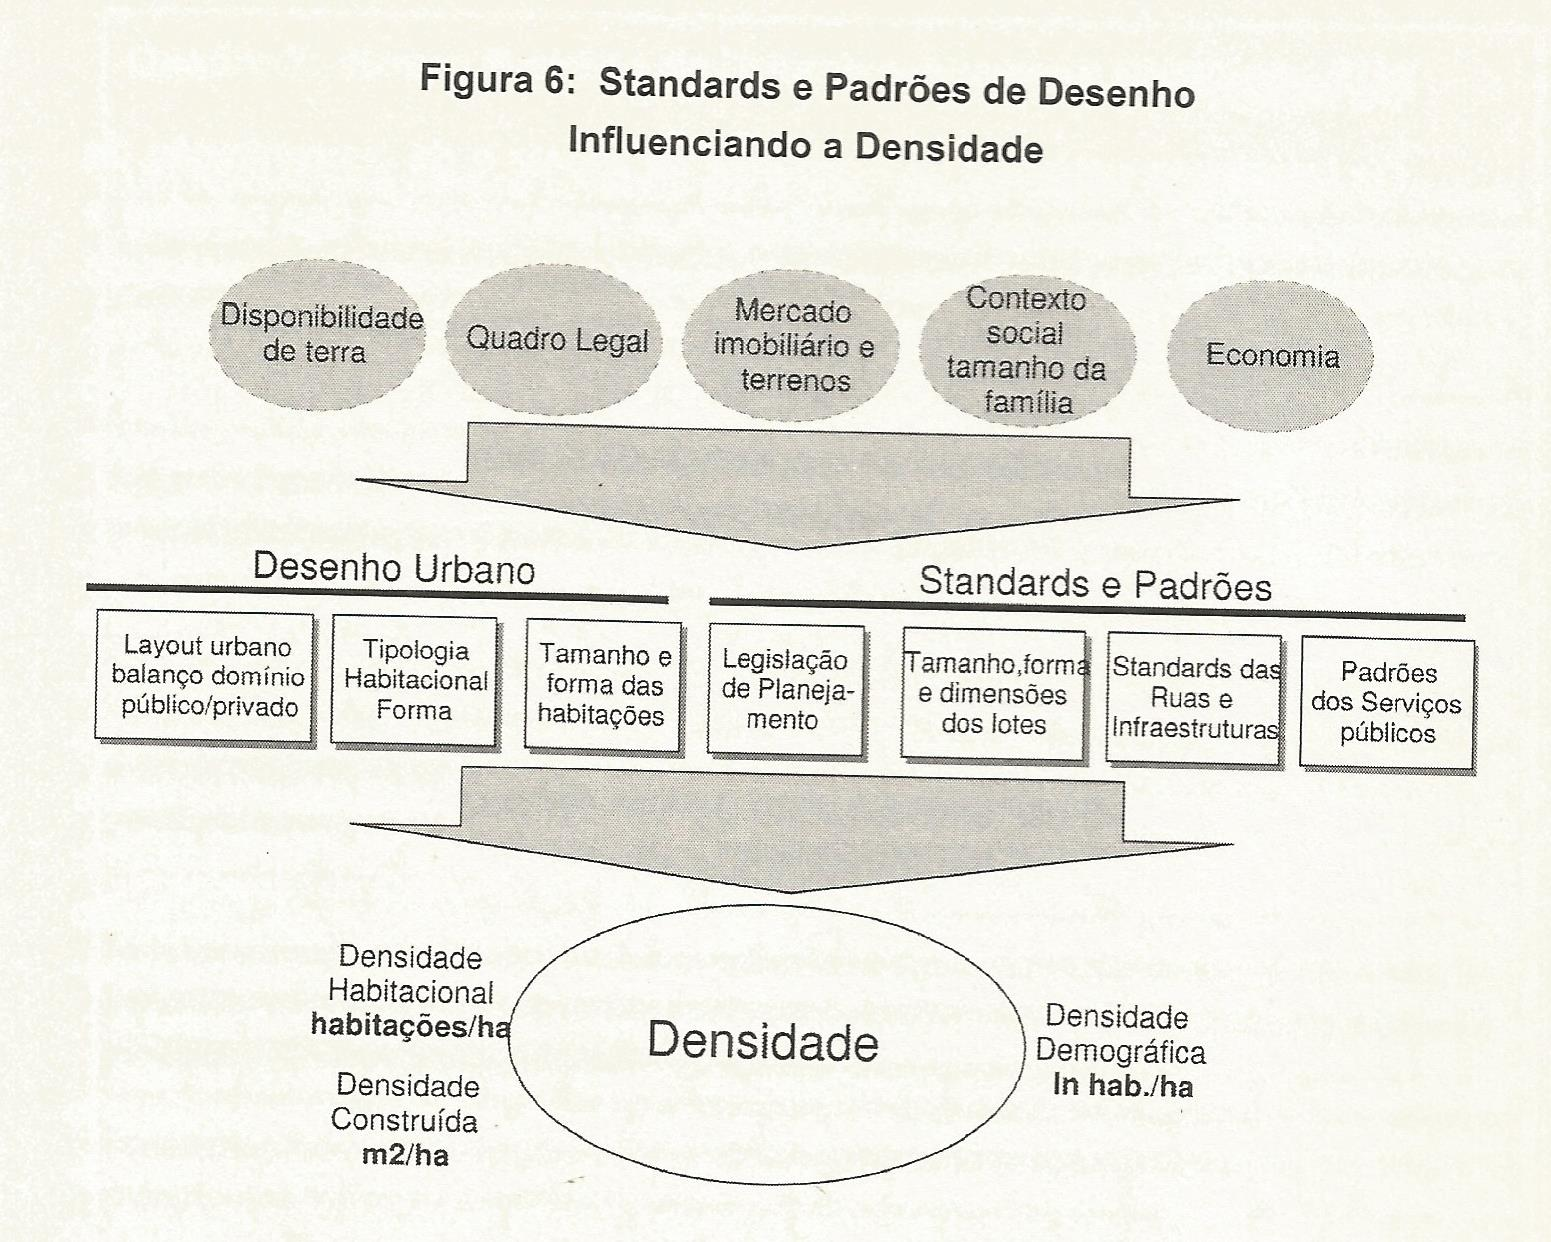 Figura 6: Standards e Padrões de Desenho
Influenciando a Densidade
Disponibilidade
de terra
Quadro Legal
Mercado
imobiliário e
terrenos
Contexto
social
tamanho da
família
Economia
Desenho Urbano
Standards e Padrões
Layout urbano
balanço domínio
público/privado
Tipologia
Habitacional
Forma
Tamanho e
forma das
habitações
Legislação
de Planeja-
mento
Tamanho,forma
e dimensões
dos lotes
Standards das
Ruas e
Infraestruturas
Padrões
dos Serviços
públicos
Densidade
Habitacional
habitações/ha
Densidade
Construída
m2/ha
Densidade
Densidade
Demográfica
In hab./ha